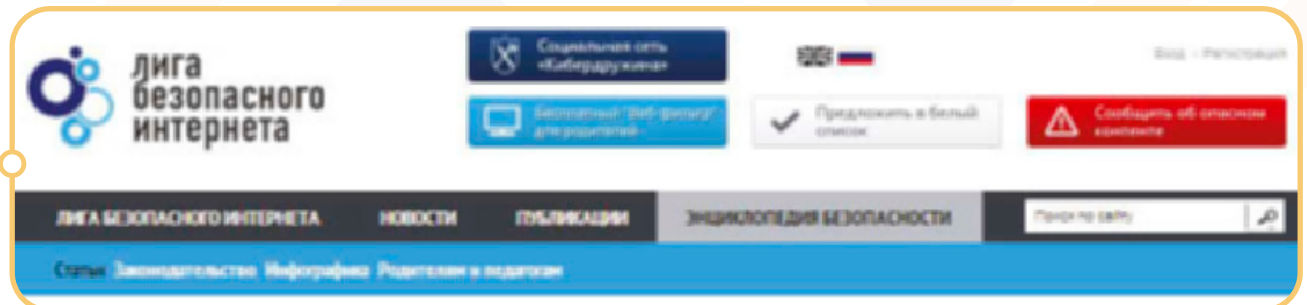 лига
безопасного
интернета
Социальная сеть
«Кибердружина»
Бесплатный "Веб-фильтр"
для родителей
Предложить в белый
список
Сообщить об опасном
контенте
Вход Регистрация
ЛИГА БЕЗОПАСНОГО ИНТЕРНЕТА НОВОСТИ ПУБЛИКАЦИИ ЭНЦИКЛОПЕДИЯ БЕЗОПАСНОСТИ Поиск по сайту
Статьи Законодательство Инфографика Родителям и педагогам